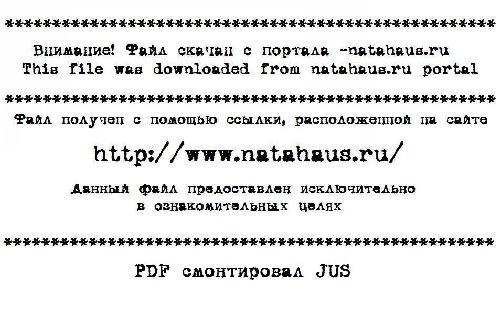 ************************************************
Внимание! Файл скачан с портала -natahaus.ru
This file was downloaded from natahaus.ru portal
************************************************
Файл получен с помощью ссылки, расположенной на сайте
http://www.natahaus.ru/
Данный файл предоставлен исключительно
в ознакомительных целях
************************************************
PDF смонтировал JUS